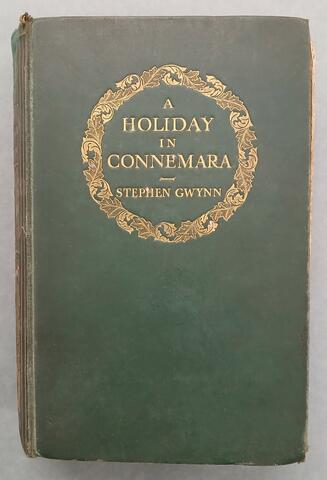 A
HOLIDAY
IN
CONNEMARA
STEPHEN GWYNN